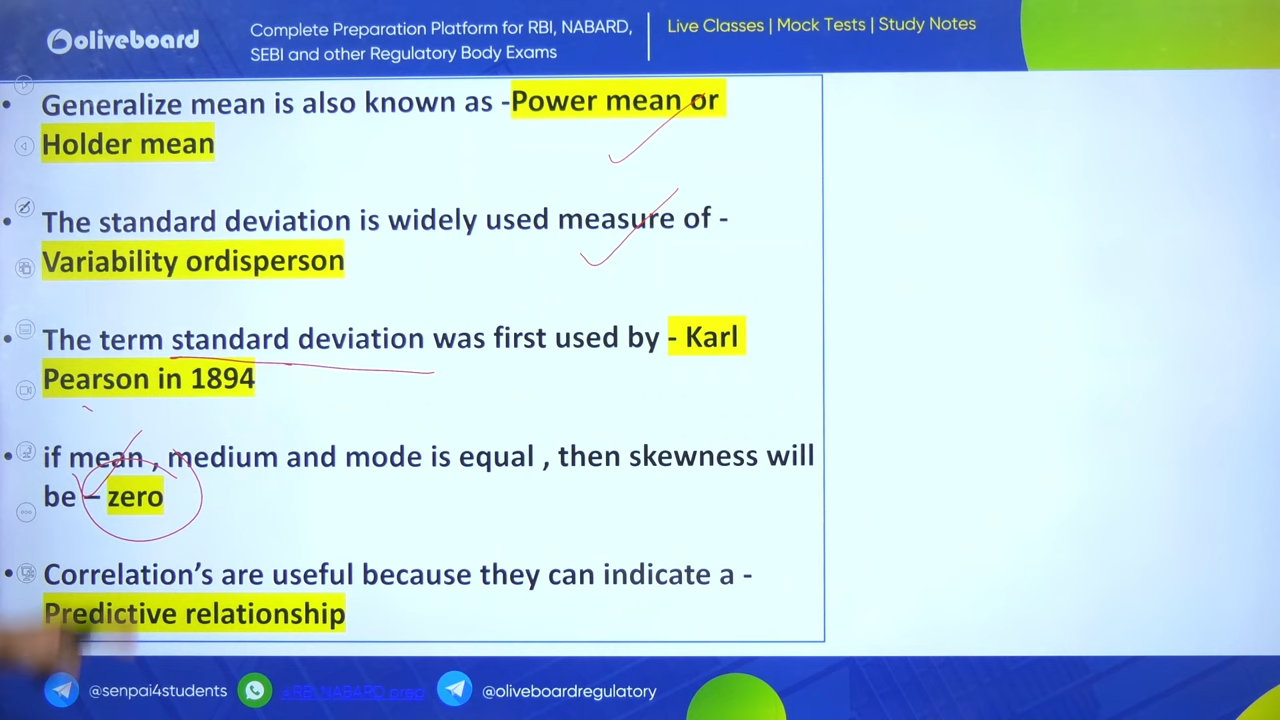 oliveboard
Complete Preparation Platform for RBI, NABARD,
SEBI and other Regulatory Body Exams
Live Classes | Mock Tests | Study Notes
• Generalize mean is also known as -Power mean or
Holder mean
• The standard deviation is widely used measure of -
Variability ordisperson
• The term standard deviation was first used by - Karl
Pearson in 1894
• if mean , medium and mode is equal , then skewness will
be – zero
• Correlation’s are useful because they can indicate a -
Predictive relationship
@senpai4students
RBI NABARD prep
@oliveboardregulatory